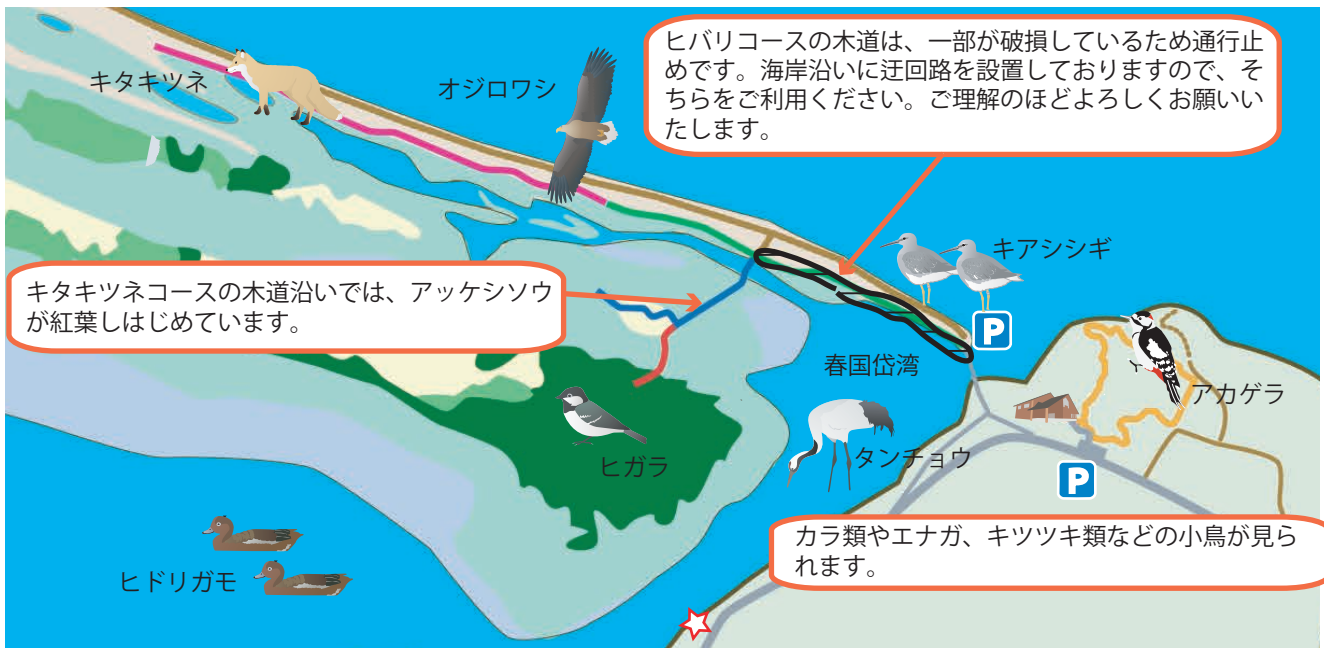 ヒバリコースの木道は、一部が破損しているため通行止
めです。海岸沿いに迂回路を設置しておりますので、そ
ちらをご利用ください。ご理解のほどよろしくお願いい
たします。
キタキツネ
オジロワシ
キアシシギ
キタキツネコースの木道沿いでは、アッケシソウ
が紅葉しはじめています。
P
春国岱湾
アカゲラ
ヒガラ
タンチョウ
P
カラ類やエナガ、キツツキ類などの小鳥が見ら
れます。
ヒドリガモ